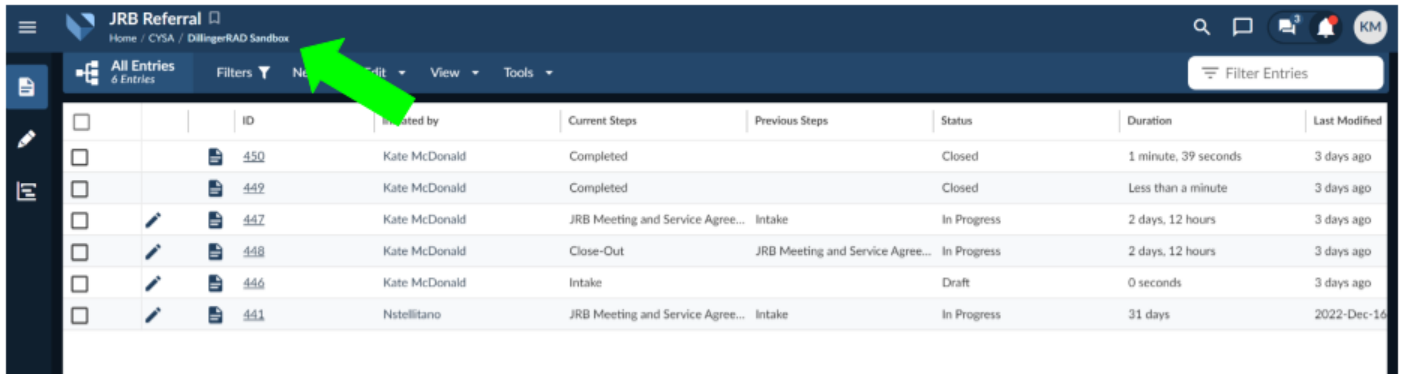 JRB Referral
Home / CYSA / DillingerRAD Sandbox
3
KM
All Entries
6 Entries
Filters View Tools
Filter Entries
ID Current Steps Previous Steps Status Duration Last Modified
450 Kate McDonald Completed Closed 1 minute, 39 seconds 3 days ago
449 Kate McDonald Completed Closed Less than a minute 3 days ago
447 Kate McDonald JRB Meeting and Service Agree... Intake In Progress 2 days, 12 hours 3 days ago
448 Kate McDonald Close-Out JRB Meeting and Service Agree... In Progress 2 days, 12 hours 3 days ago
446 Kate McDonald Intake Draft 0 seconds 3 days ago
441 Nstellitano JRB Meeting and Service Agree... Intake In Progress 31 days 2022-Dec-16